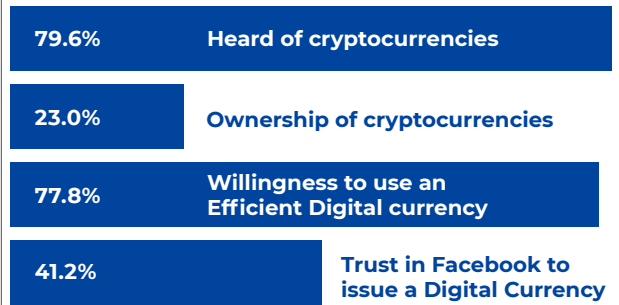 79.6% Heard of cryptocurrencies
23.0% Ownership of cryptocurrencies
77.8% Willingness to use an
Efficient Digital currency
41.2% Trust in Facebook to
issue a Digital Currency